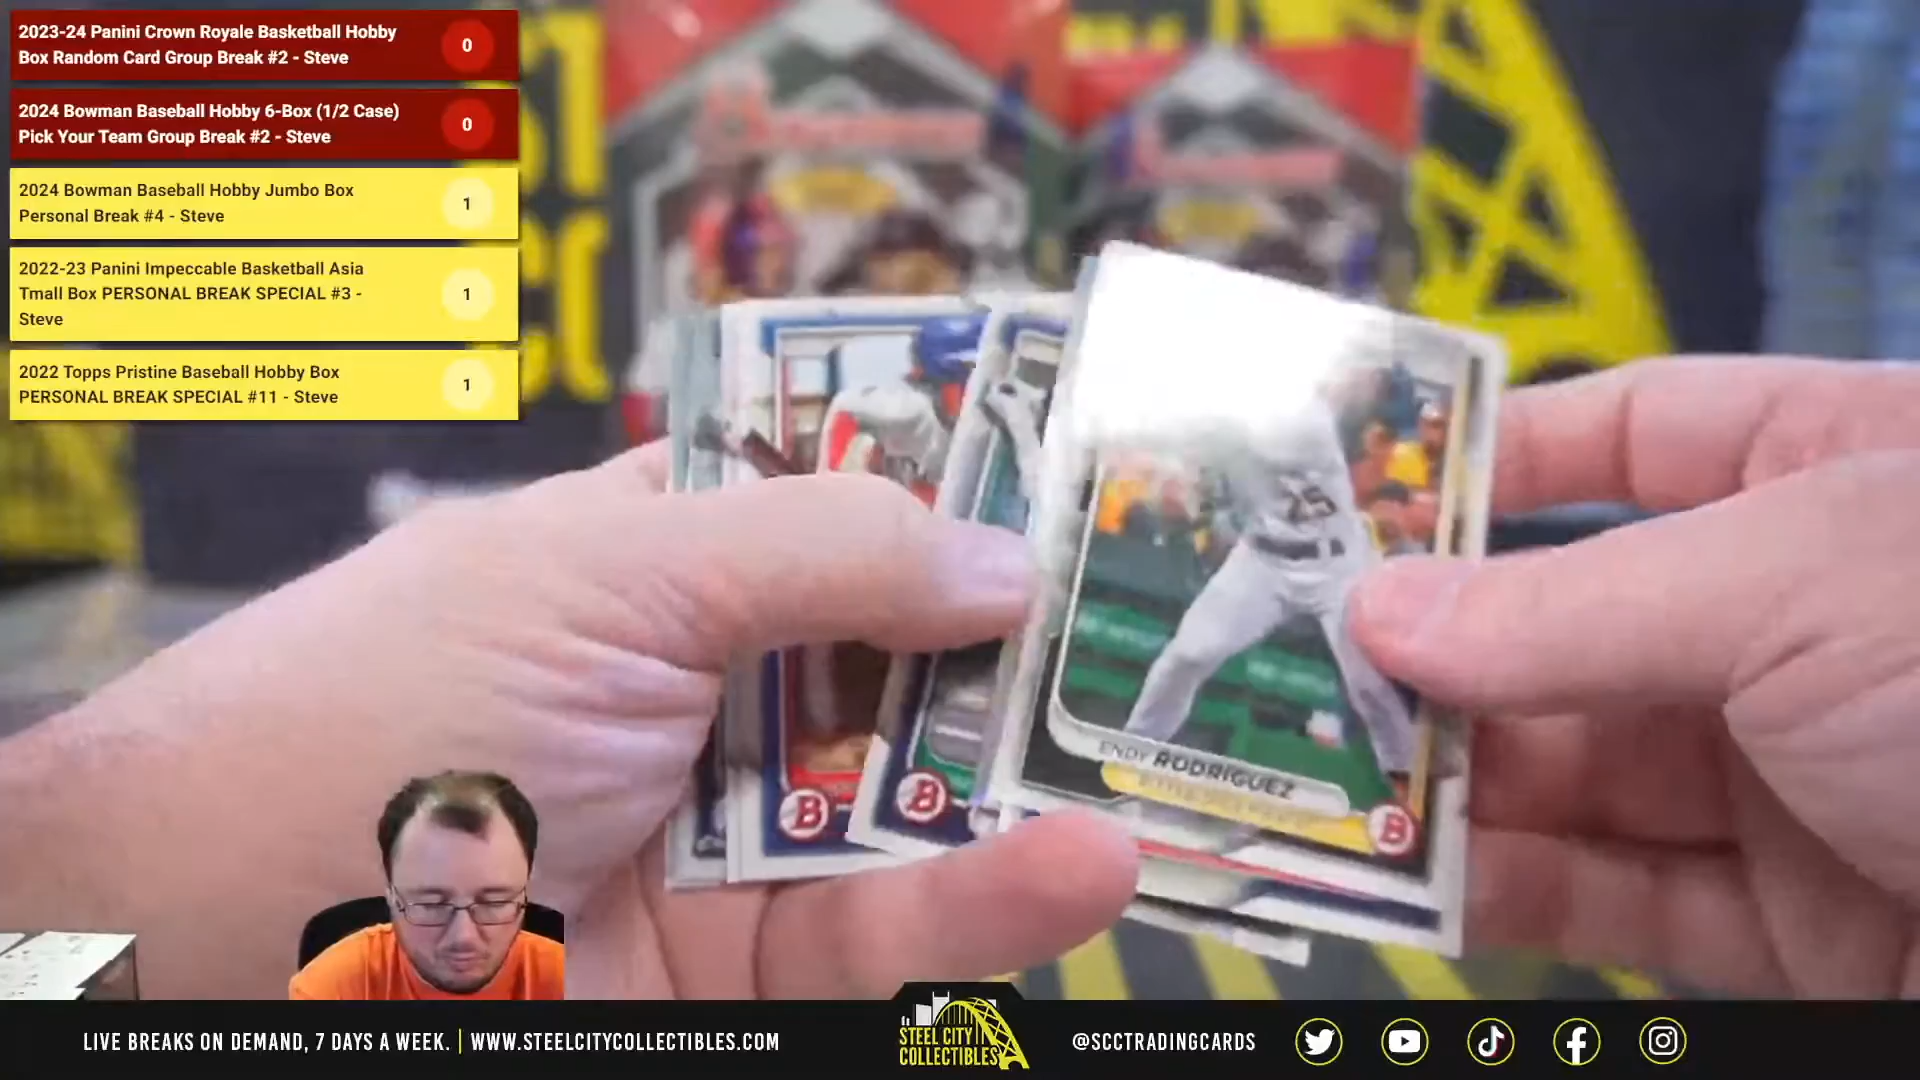 2023-24 Panini Crown Royale Basketball Hobby
Box Random Card Group Break #2 - Steve
0
2024 Bowman Baseball Hobby 6-Box (1/2 Case)
Pick Your Team Group Break #2 - Steve
0
2024 Bowman Baseball Hobby Jumbo Box
Personal Break #4 - Steve
1
2022-23 Panini Impeccable Basketball Asia
Tmall Box PERSONAL BREAK SPECIAL #3 -
Steve
1
2022 Topps Pristine Baseball Hobby Box
PERSONAL BREAK SPECIAL #11 - Steve
1
25
ENDY RODRIGUEZ
B
B
B
LIVE BREAKS ON DEMAND, 7 DAYS A WEEK. | WWW.STEELCITYCOLLECTIBLES.COM
STEEL CITY
COLLECTIBLES
@SCCTRADINGCARDS